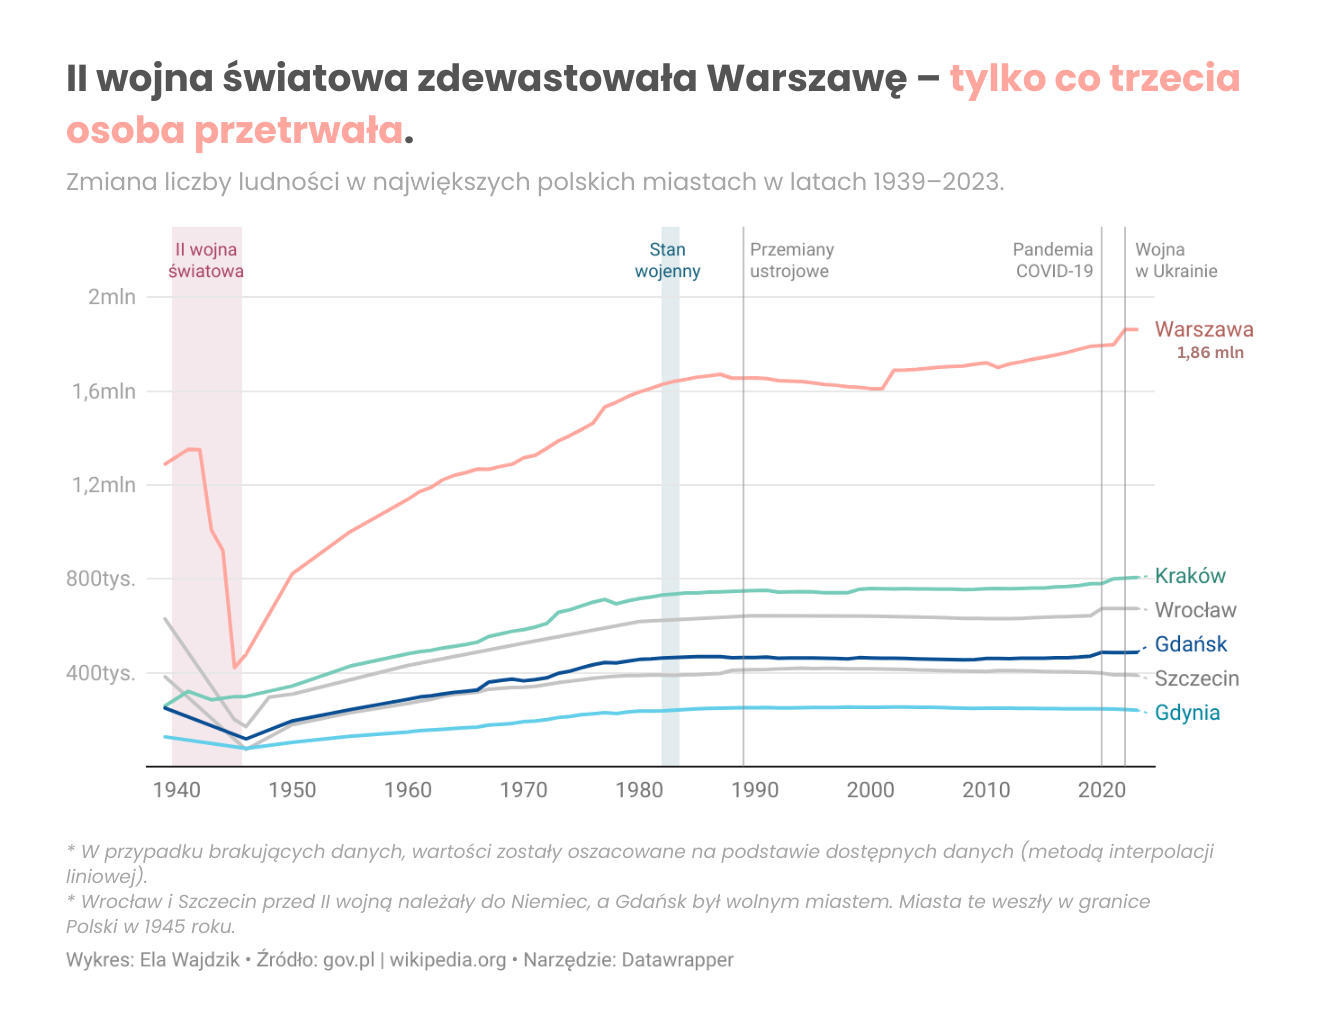 II wojna światowa zdewastowała Warszawę – tylko co trzecia
osoba przetrwała.
Zmiana liczby ludności w największych polskich miastach w latach 1939–2023.
II wojna
światowa
Stan
wojenny
Przemiany
ustrojowe
Pandemia
COVID-19
Wojna
w Ukrainie
2mln
1,6mln
1,2mln
800tys.
400tys.
Warszawa
1,86 mln
Kraków
Wrocław
Gdańsk
Szczecin
Gdynia
1940 1950 1960 1970 1980 1990 2000 2010 2020
* W przypadku brakujących danych, wartości zostały oszacowane na podstawie dostępnych danych (metodą interpolacji
liniowej).
* Wrocław i Szczecin przed II wojną należały do Niemiec, a Gdańsk był wolnym miastem. Miasta te weszły w granice
Polski w 1945 roku.
Wykres: Ela Wajdzik • Źródło: gov.pl | wikipedia.org • Narzędzie: Datawrapper